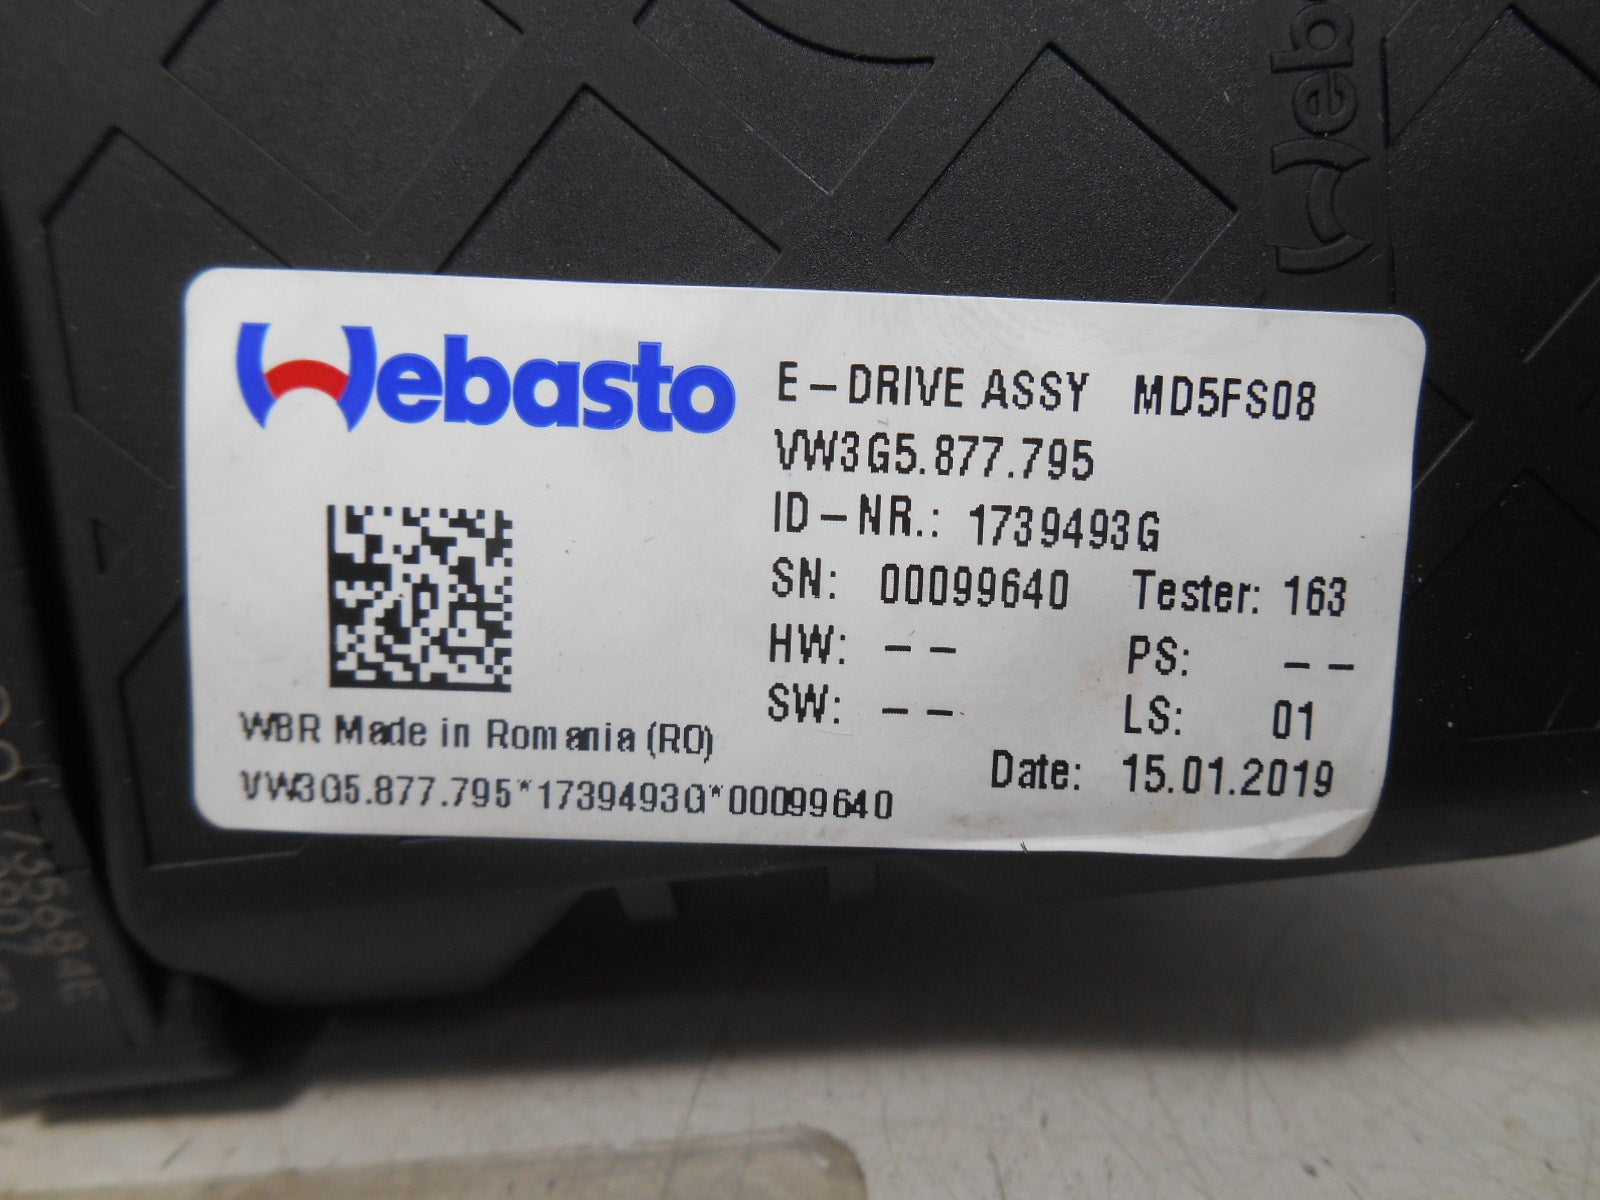 Webasto
E-DRIVE ASSY MD5FS08
VW3G5.877.795
ID-NR.: 1739493G
SN: 00099640 Tester: 163
HW: -- PS: --
SW: -- LS: 01
Date: 15.01.2019
WBR Made in Romania (RO)
VW3G5.877.795*1739493G*00099640
Webasto